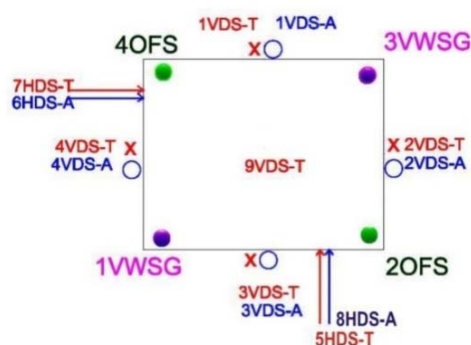 1VDS-T 1VDS-A
4OFS 3VWSG
X
7HDS-T
6HDS-A
4VDS-T X
4VDS-A
9VDS-T
X 2VDS-T
2VDS-A
1VWSG
X
2OFS
3VDS-T
3VDS-A
8HDS-A
5HDS-T